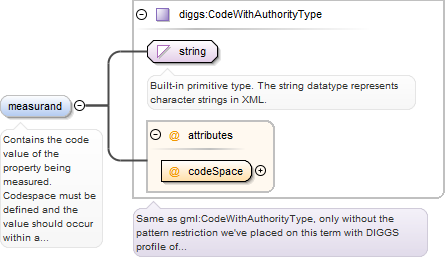 diggs:CodeWithAuthorityType
string
Built-in primitive type. The string datatype represents
character strings in XML.
measurand
Contains the code
value of the
property being
measured.
Codespace must be
defined and the
value should occur
within a...
@ attributes
@ codeSpace
Same as gml:CodeWithAuthorityType, only without the
pattern restriction we've placed on this term with DIGGS
profile of...